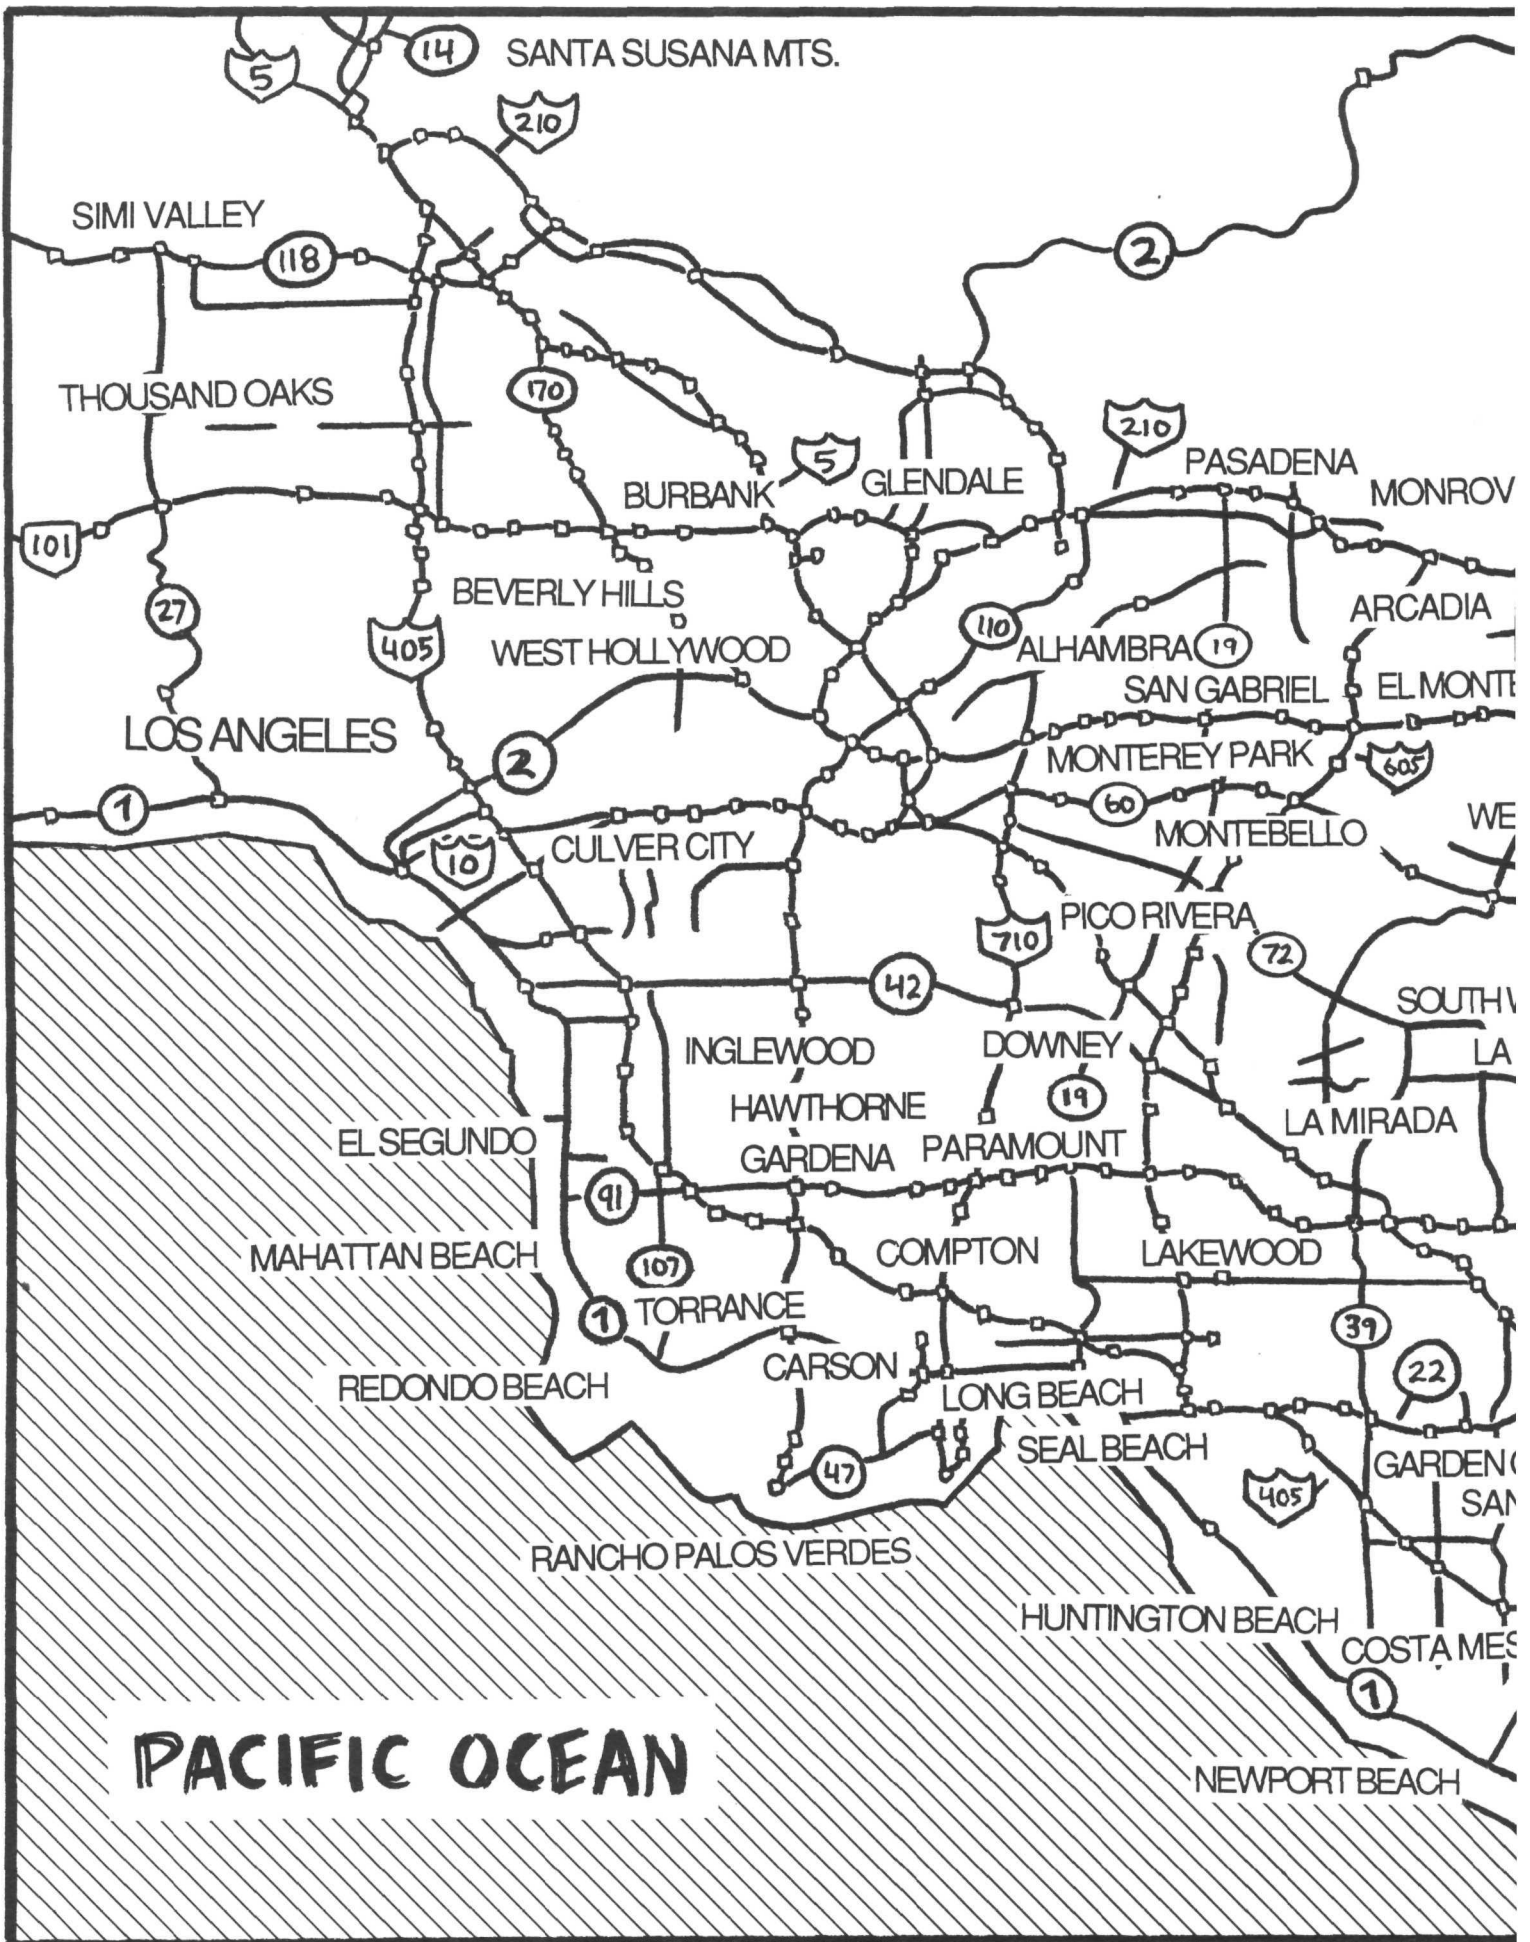 14
SANTA SUSANA MTS.
5
210
SIMI VALLEY
118
2
THOUSAND OAKS
170
210
5
PASADENA
BURBANK
GLENDALE
MONROV
101
BEVERLY HILLS
27
ARCADIA
405
WEST HOLLYWOOD
110
ALHAMBRA
19
SAN GABRIEL
EL MONTE
LOS ANGELES
2
MONTEREY PARK
605
1
60
WE
CULVER CITY
MONTEBELLO
10
PICO RIVERA
710
72
42
SOUTH W
INGLEWOOD
DOWNEY
LA
HAWTHORNE
19
LA MIRADA
EL SEGUNDO
GARDENA
PARAMOUNT
91
MAHATTAN BEACH
107
COMPTON
LAKEWOOD
1
TORRANCE
39
CARSON
22
REDONDO BEACH
LONG BEACH
SEAL BEACH
47
GARDEN G
405
SAN
RANCHO PALOS VERDES
HUNTINGTON BEACH
COSTA MES
1
PACIFIC OCEAN
NEWPORT BEACH